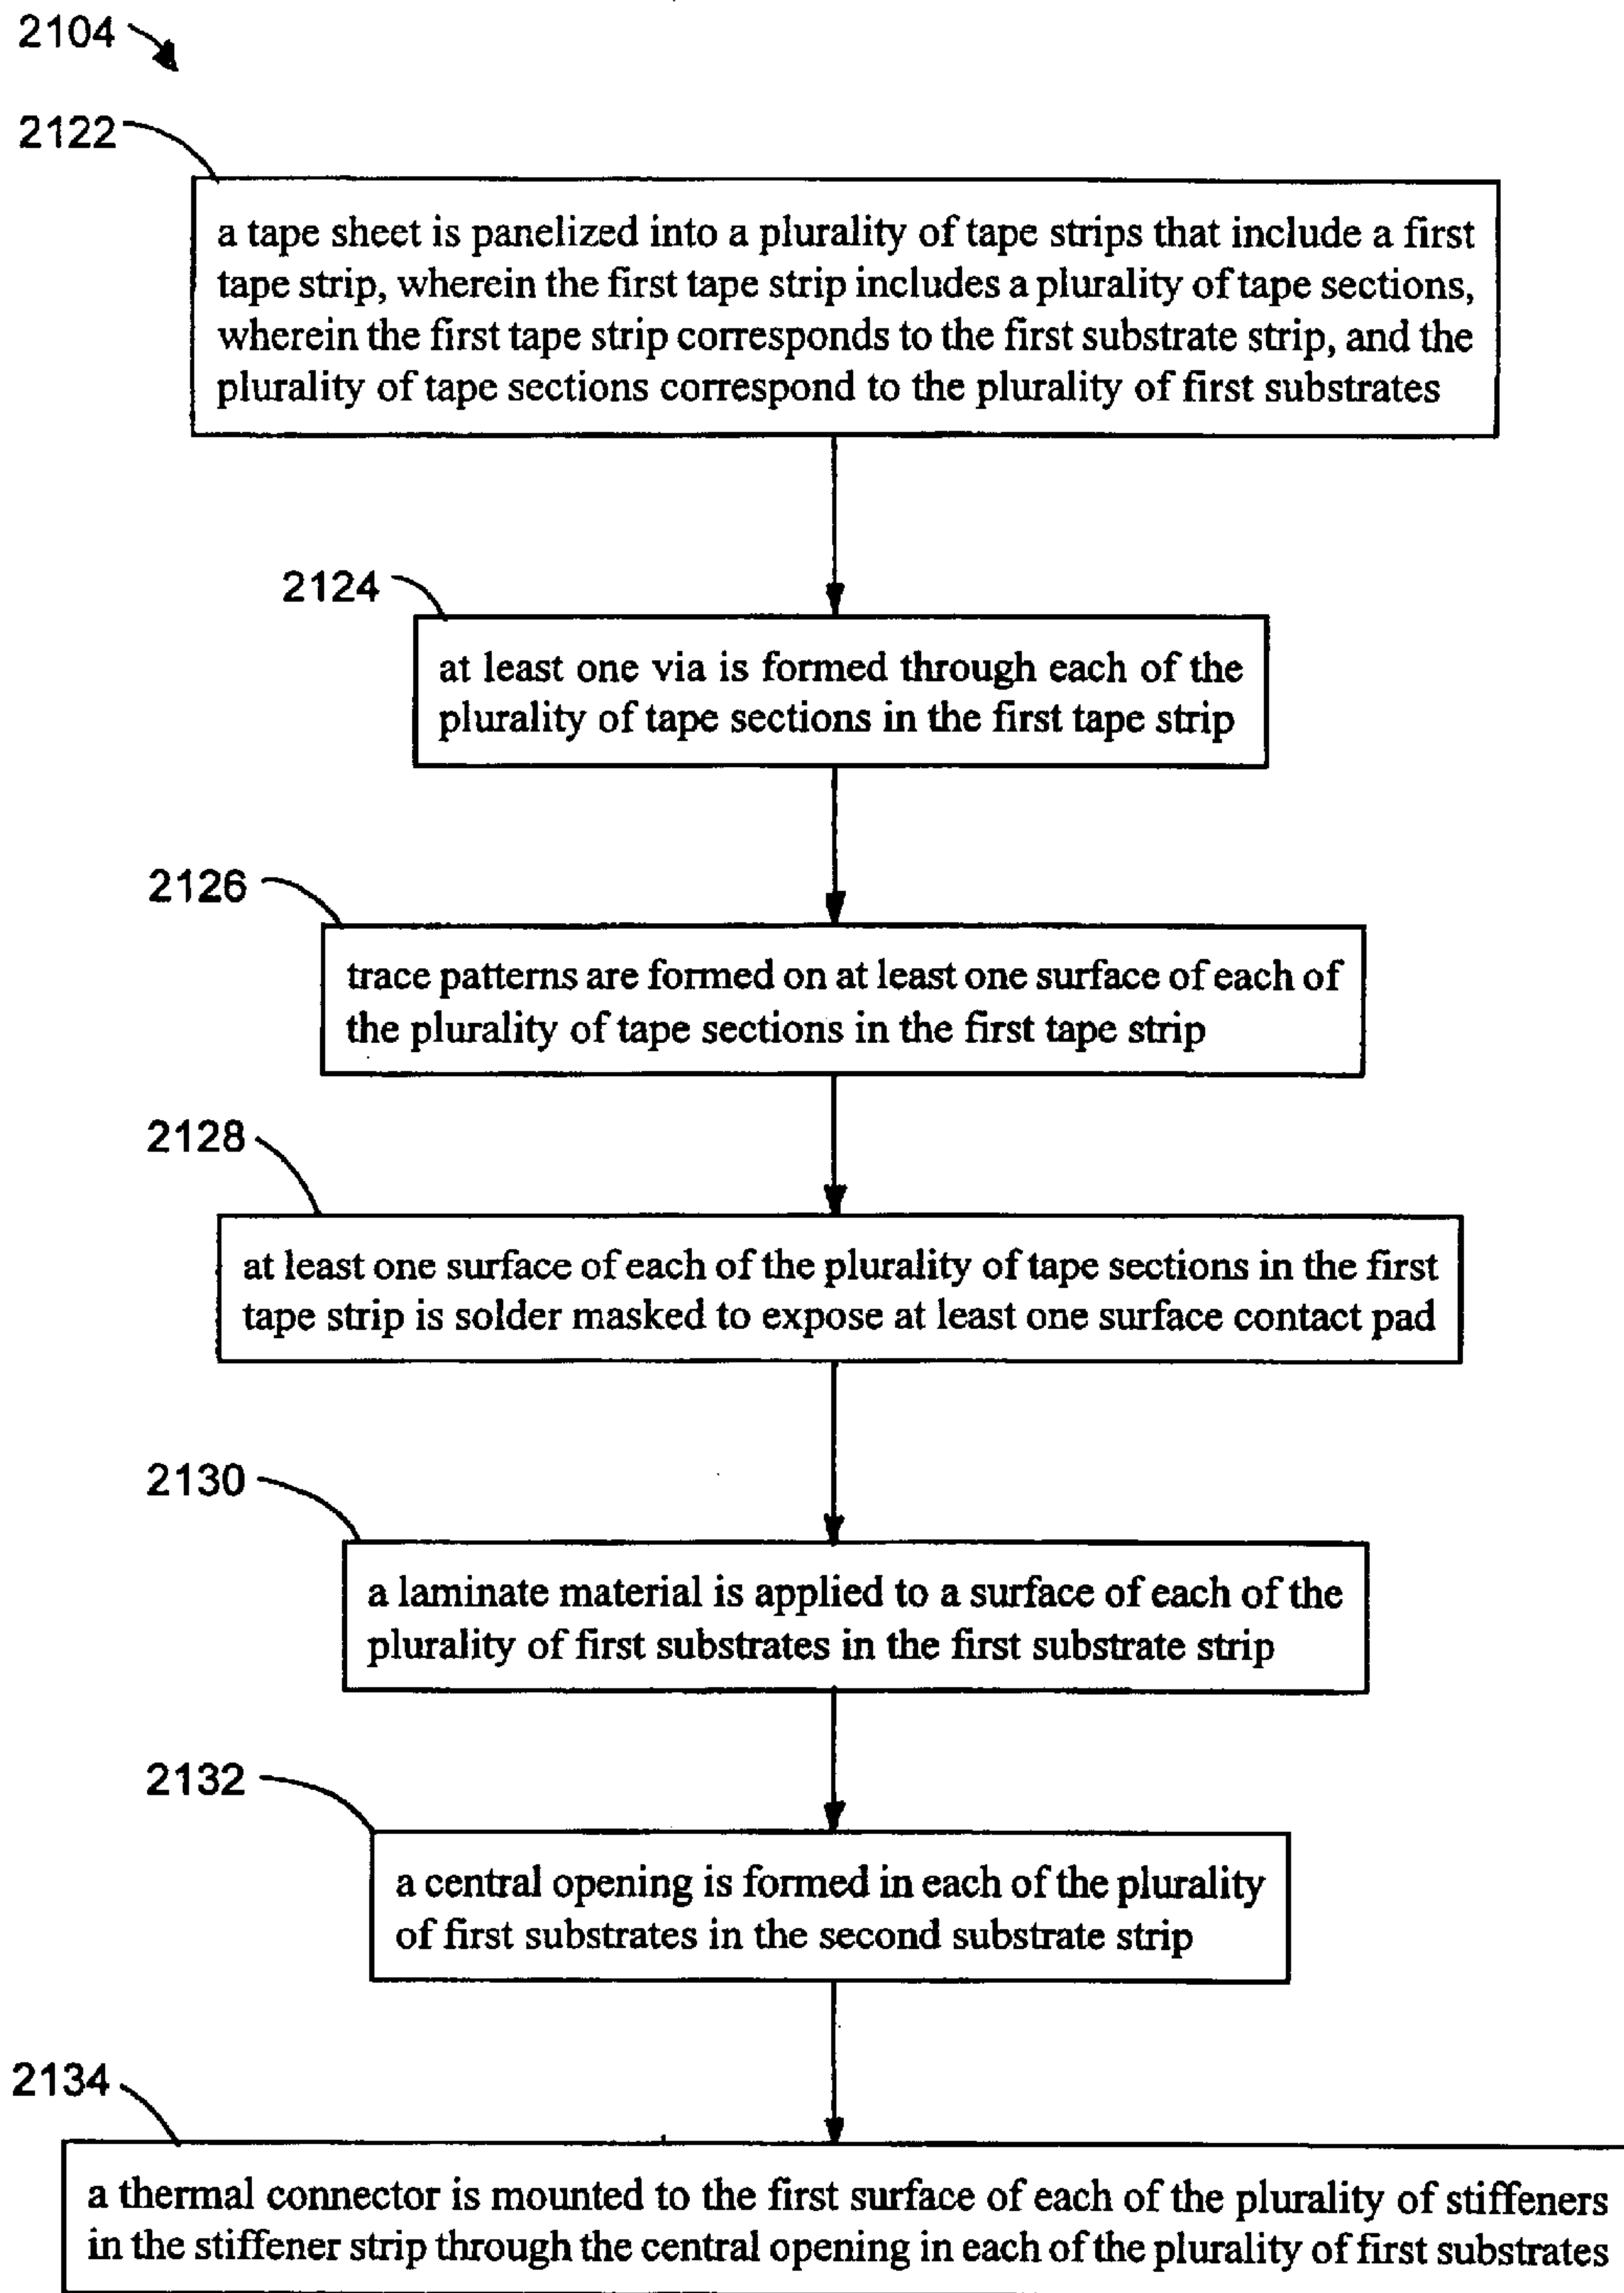 2104
2122
a tape sheet is panelized into a plurality of tape strips that include a first
tape strip, wherein the first tape strip includes a plurality of tape sections,
wherein the first tape strip corresponds to the first substrate strip, and the
plurality of tape sections correspond to the plurality of first substrates
2124
at least one via is formed through each of the
plurality of tape sections in the first tape strip
2126
trace patterns are formed on at least one surface of each of
the plurality of tape sections in the first tape strip
2128
at least one surface of each of the plurality of tape sections in the first
tape strip is solder masked to expose at least one surface contact pad
2130
a laminate material is applied to a surface of each of the
plurality of first substrates in the first substrate strip
2132
a central opening is formed in each of the plurality
of first substrates in the second substrate strip
2134
a thermal connector is mounted to the first surface of each of the plurality of stiffeners
in the stiffener strip through the central opening in each of the plurality of first substrates